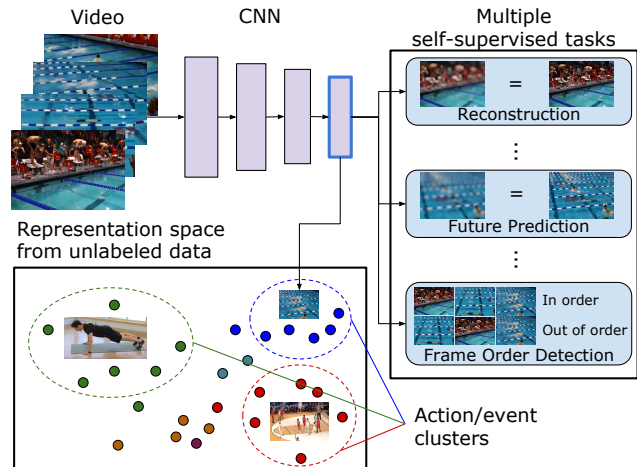 Video
CNN
Multiple
self-supervised tasks
=
Reconstruction
⋮
=
Future Prediction
⋮
In order
Out of order
Frame Order Detection
Representation space
from unlabeled data
Action/event
clusters